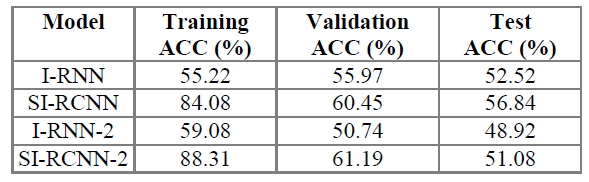 Model Training ACC (%) Validation ACC (%) Test ACC (%)
I-RNN 55.22 55.97 52.52
SI-RCNN 84.08 60.45 56.84
I-RNN-2 59.08 50.74 48.92
SI-RCNN-2 88.31 61.19 51.08